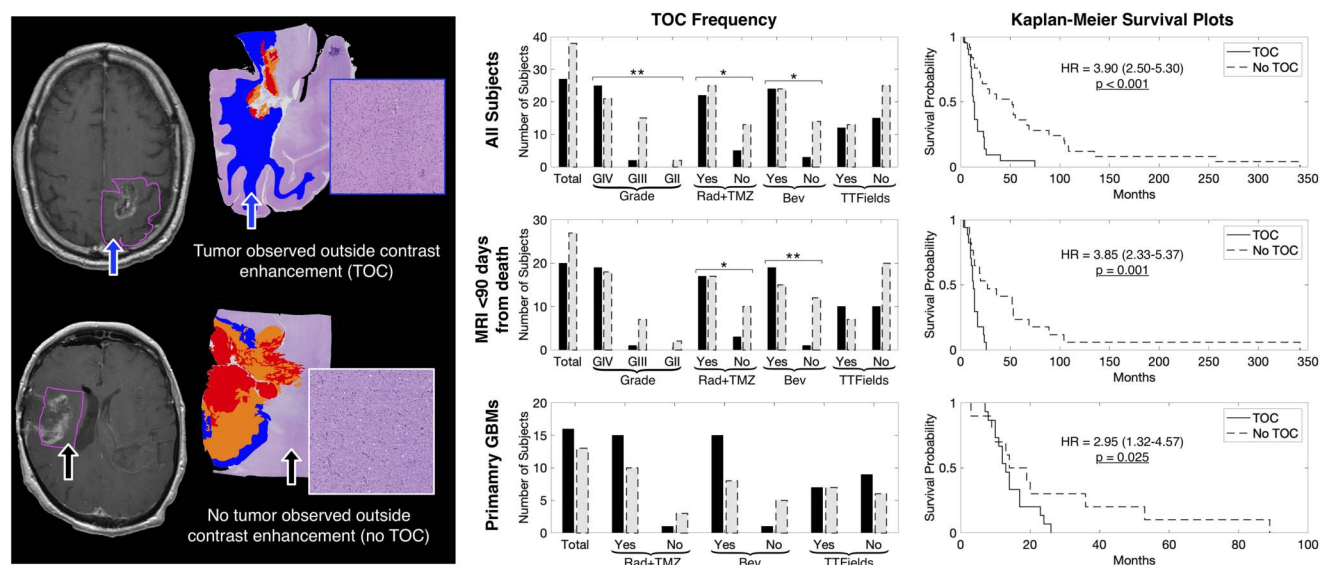 Tumor observed outside contrast
enhancement (TOC)
No tumor observed outside
contrast enhancement (no TOC)
TOC Frequency
All Subjects
Number of Subjects
40
30
20
10
0
**
*
*
Total GIV GIII GII Yes No Yes No Yes No
Grade Rad+TMZ Bev TTFields
MRI <90 days
from death
Number of Subjects
30
20
10
0
*
**
Total GIV GIII GII Yes No Yes No Yes No
Grade Rad+TMZ Bev TTFields
Primamry GBMs
Number of Subjects
20
15
10
5
0
Total Yes No Yes No Yes No
Rad+TMZ Bev TTFields
Kaplan-Meier Survival Plots
Survival Probability
1
0.5
0
TOC
No TOC
HR = 3.90 (2.50-5.30)
p < 0.001
0 50 100 150 200 250 300 350
Months
Survival Probability
1
0.5
0
TOC
No TOC
HR = 3.85 (2.33-5.37)
p = 0.001
0 50 100 150 200 250 300 350
Months
Survival Probability
1
0.5
0
TOC
No TOC
HR = 2.95 (1.32-4.57)
p = 0.025
0 20 40 60 80 100
Months